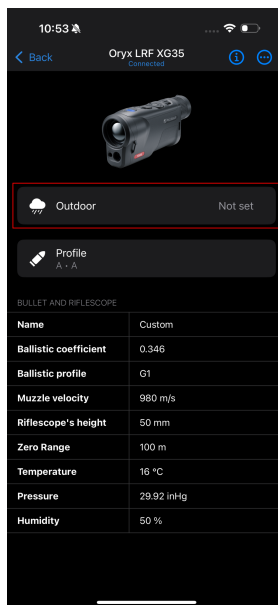 10:53
Back
Oryx LRF XG35
Connected
Outdoor
Not set
Profile
A • A
BULLET AND RIFLESCOPE
Name Custom
Ballistic coefficient 0.346
Ballistic profile G1
Muzzle velocity 980 m/s
Riflescope's height 50 mm
Zero Range 100 m
Temperature 16 °C
Pressure 29.92 inHg
Humidity 50 %